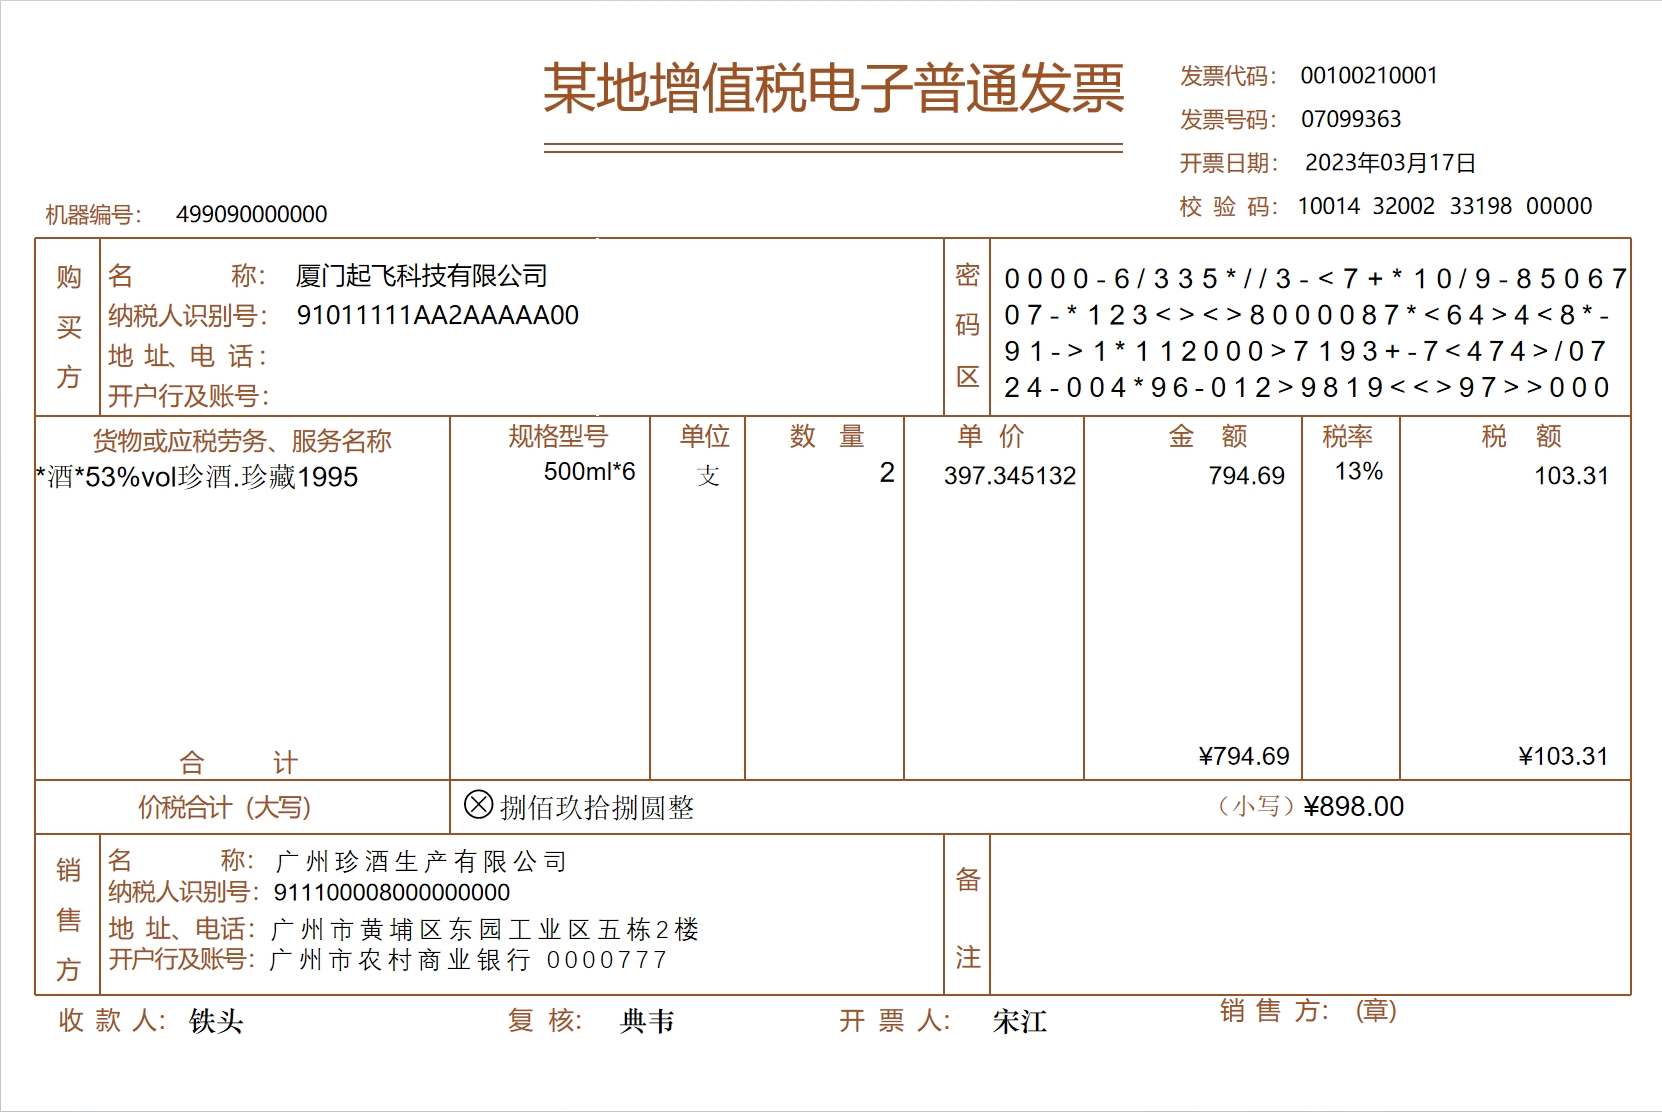 某地增值税电子普通发票
发票代码： 00100210001
发票号码： 07099363
开票日期： 2023年03月17日
校 验 码： 10014 32002 33198 00000
机器编号： 499090000000
购买方
名 称： 厦门起飞科技有限公司
纳税人识别号： 91011111AA2AAAAA00
地 址、电 话：
开户行及账号：
密码区
0000-6/335*//3-<7+*10/9-85067
07-*123<><>8000087*<64>4<8*-
91->1*112000>7193+-7<474>/07
24-004*96-012>9819<<>97>>000
货物或应税劳务、服务名称 规格型号 单位 数 量 单 价 金 额 税率 税 额
*酒*53%vol珍酒.珍藏1995 500ml*6 支 2 397.345132 794.69 13% 103.31
合 计 ¥794.69 ¥103.31
价税合计（大写） ⊗捌佰玖拾捌圆整 （小写）¥898.00
销售方
名 称： 广州珍酒生产有限公司
纳税人识别号： 911100008000000000
地 址、电话： 广州市黄埔区东园工业区五栋2楼
开户行及账号： 广州市农村商业银行 0000777
备注
收 款 人： 铁头 复 核： 典韦 开 票 人： 宋江 销 售 方：（章）